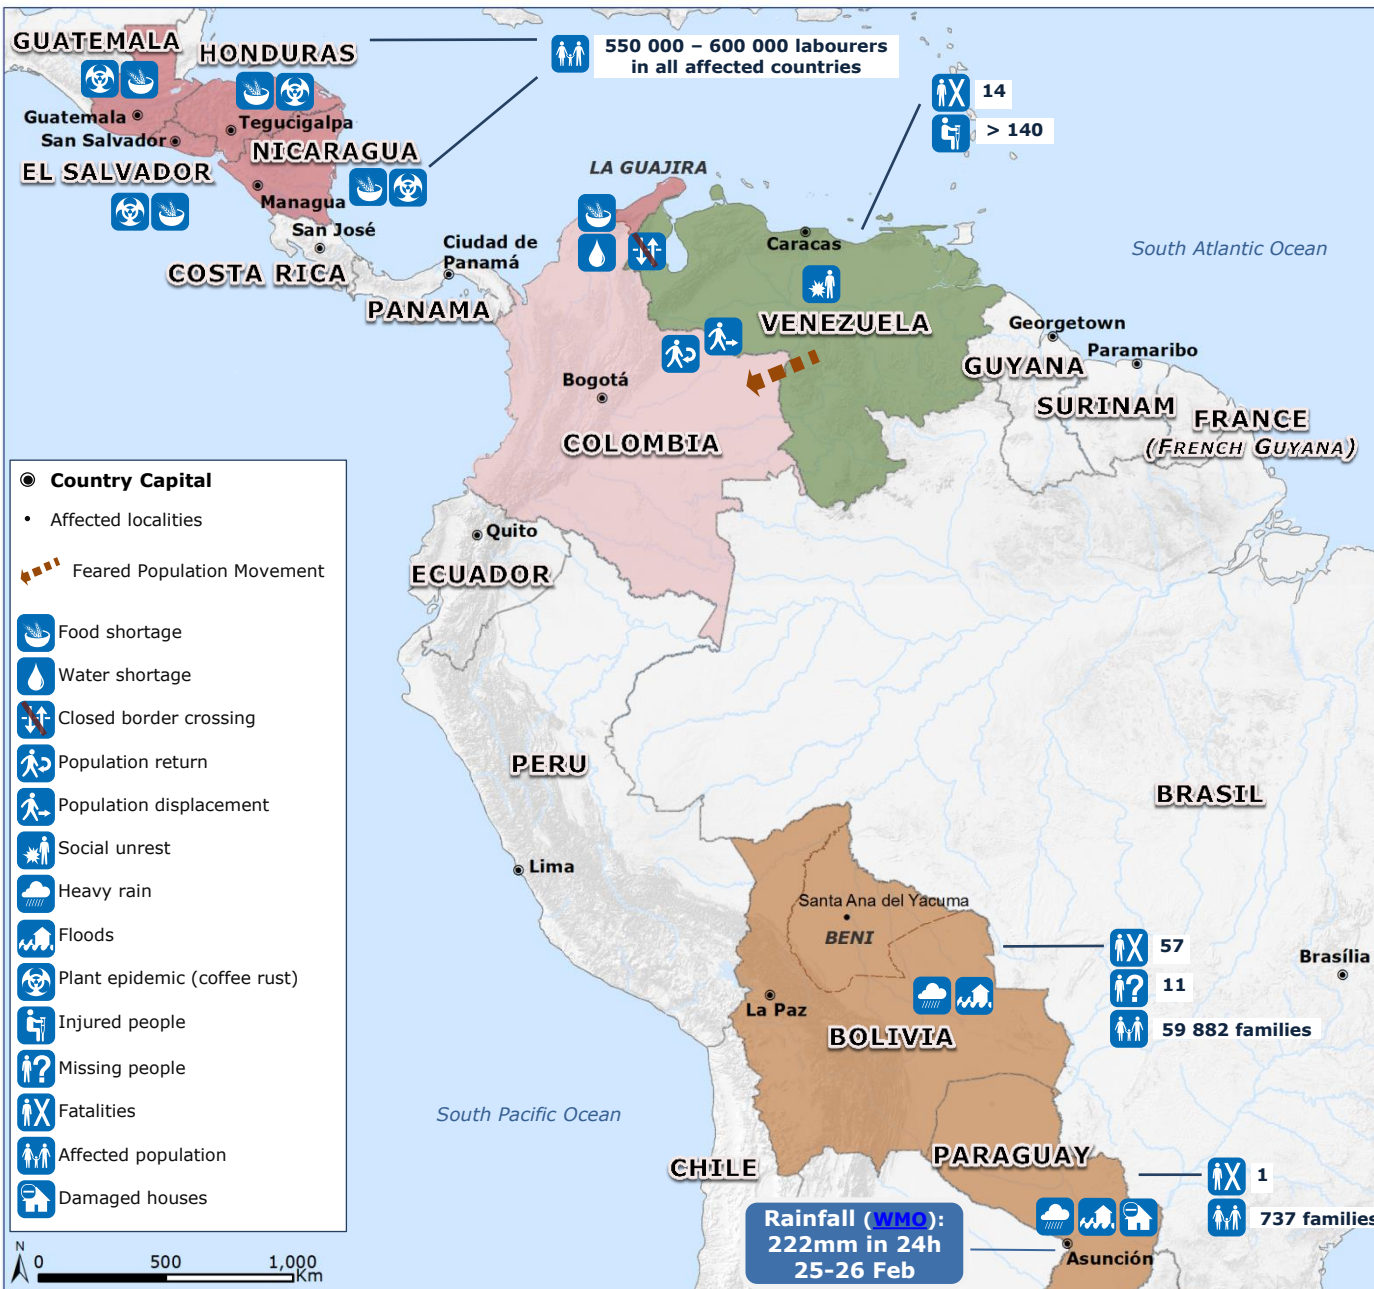 GUATEMALA
HONDURAS
550 000 – 600 000 labourers
in all affected countries
14
> 140
Guatemala
Tegucigalpa
San Salvador
NICARAGUA
EL SALVADOR
LA GUAJIRA
Managua
San José
Ciudad de
Panamá
Caracas
South Atlantic Ocean
COSTA RICA
PANAMA
VENEZUELA
Georgetown
Paramaribo
GUYANA
Bogotá
SURINAM
FRANCE
(FRENCH GUYANA)
COLOMBIA
Country Capital
Affected localities
Feared Population Movement
Food shortage
Water shortage
Closed border crossing
Population return
Population displacement
Social unrest
Heavy rain
Floods
Plant epidemic (coffee rust)
Injured people
Missing people
Fatalities
Affected population
Damaged houses
Quito
ECUADOR
PERU
BRASIL
Lima
Santa Ana del Yacuma
BENI
57
Brasília
11
La Paz
59 882 families
BOLIVIA
South Pacific Ocean
CHILE
PARAGUAY
1
737 families
Rainfall (WMO):
222mm in 24h
25-26 Feb
Asunción
N
0 500 1,000
Km